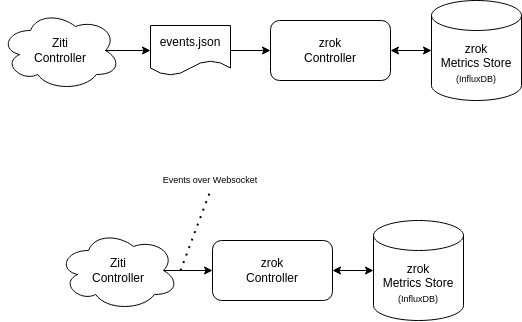 Ziti
Controller
events.json
zrok
Controller
zrok
Metrics Store
(InfluxDB)
Events over Websocket
Ziti
Controller
zrok
Controller
zrok
Metrics Store
(InfluxDB)